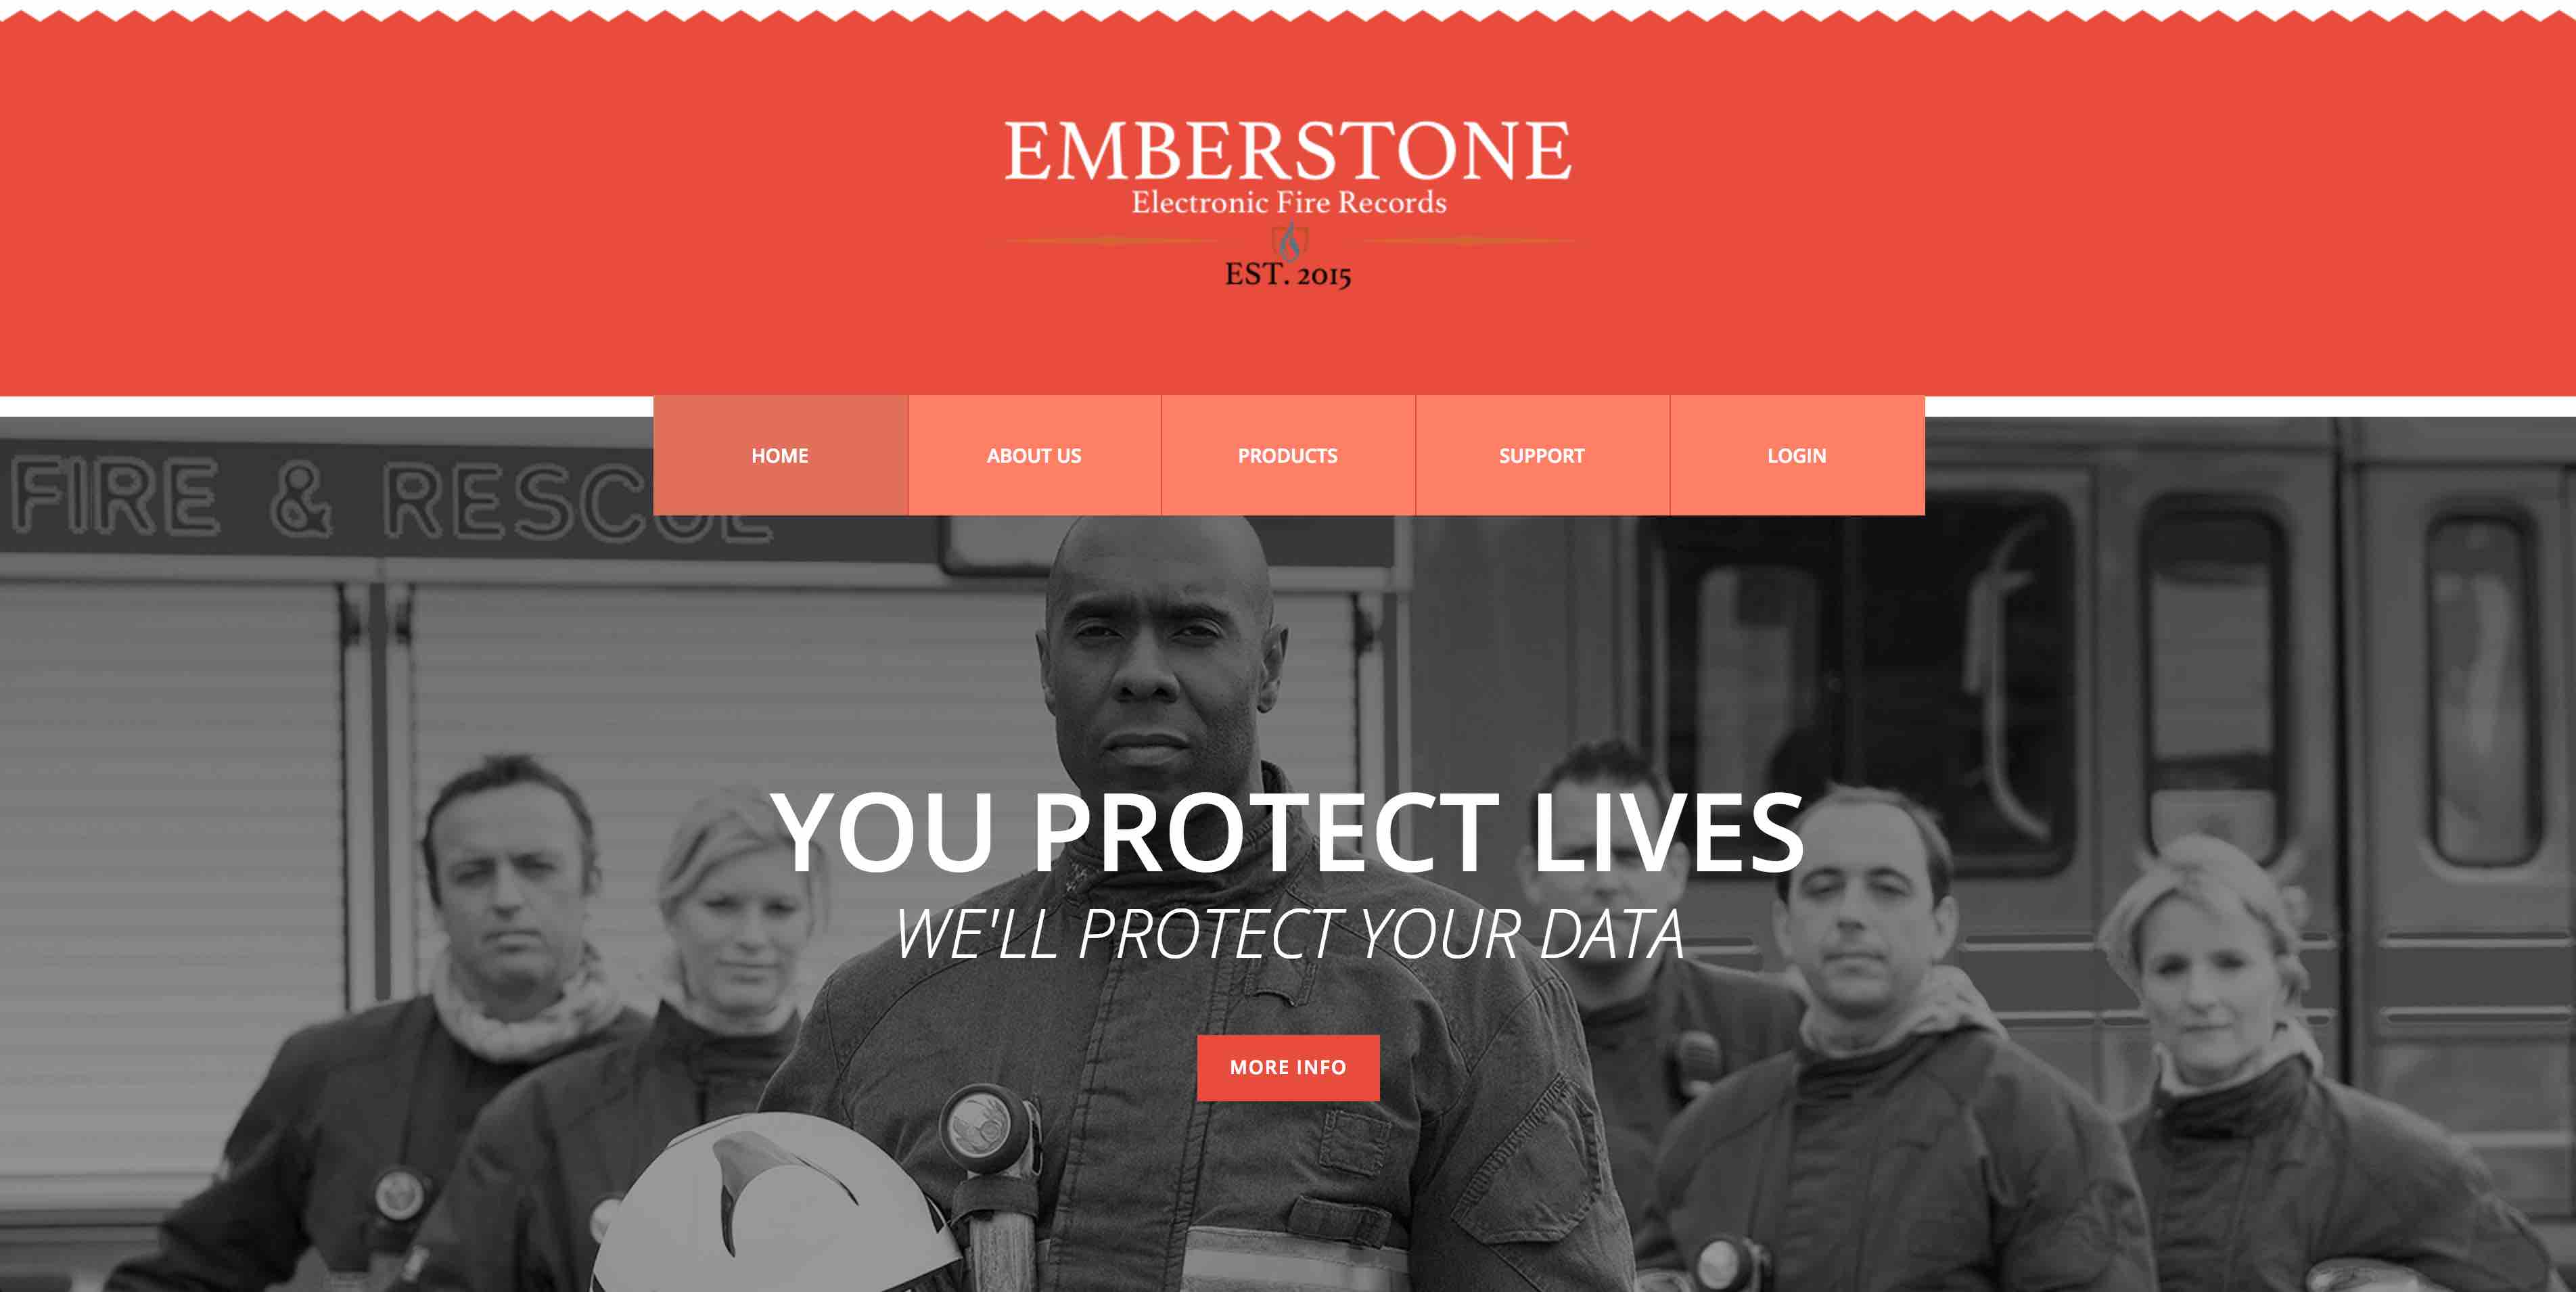 EMBERSTONE
Electronic Fire Records
EST. 2015
HOME
ABOUT US
PRODUCTS
SUPPORT
LOGIN
FIRE & RESCUE
YOU PROTECT LIVES
WE'LL PROTECT YOUR DATA
MORE INFO